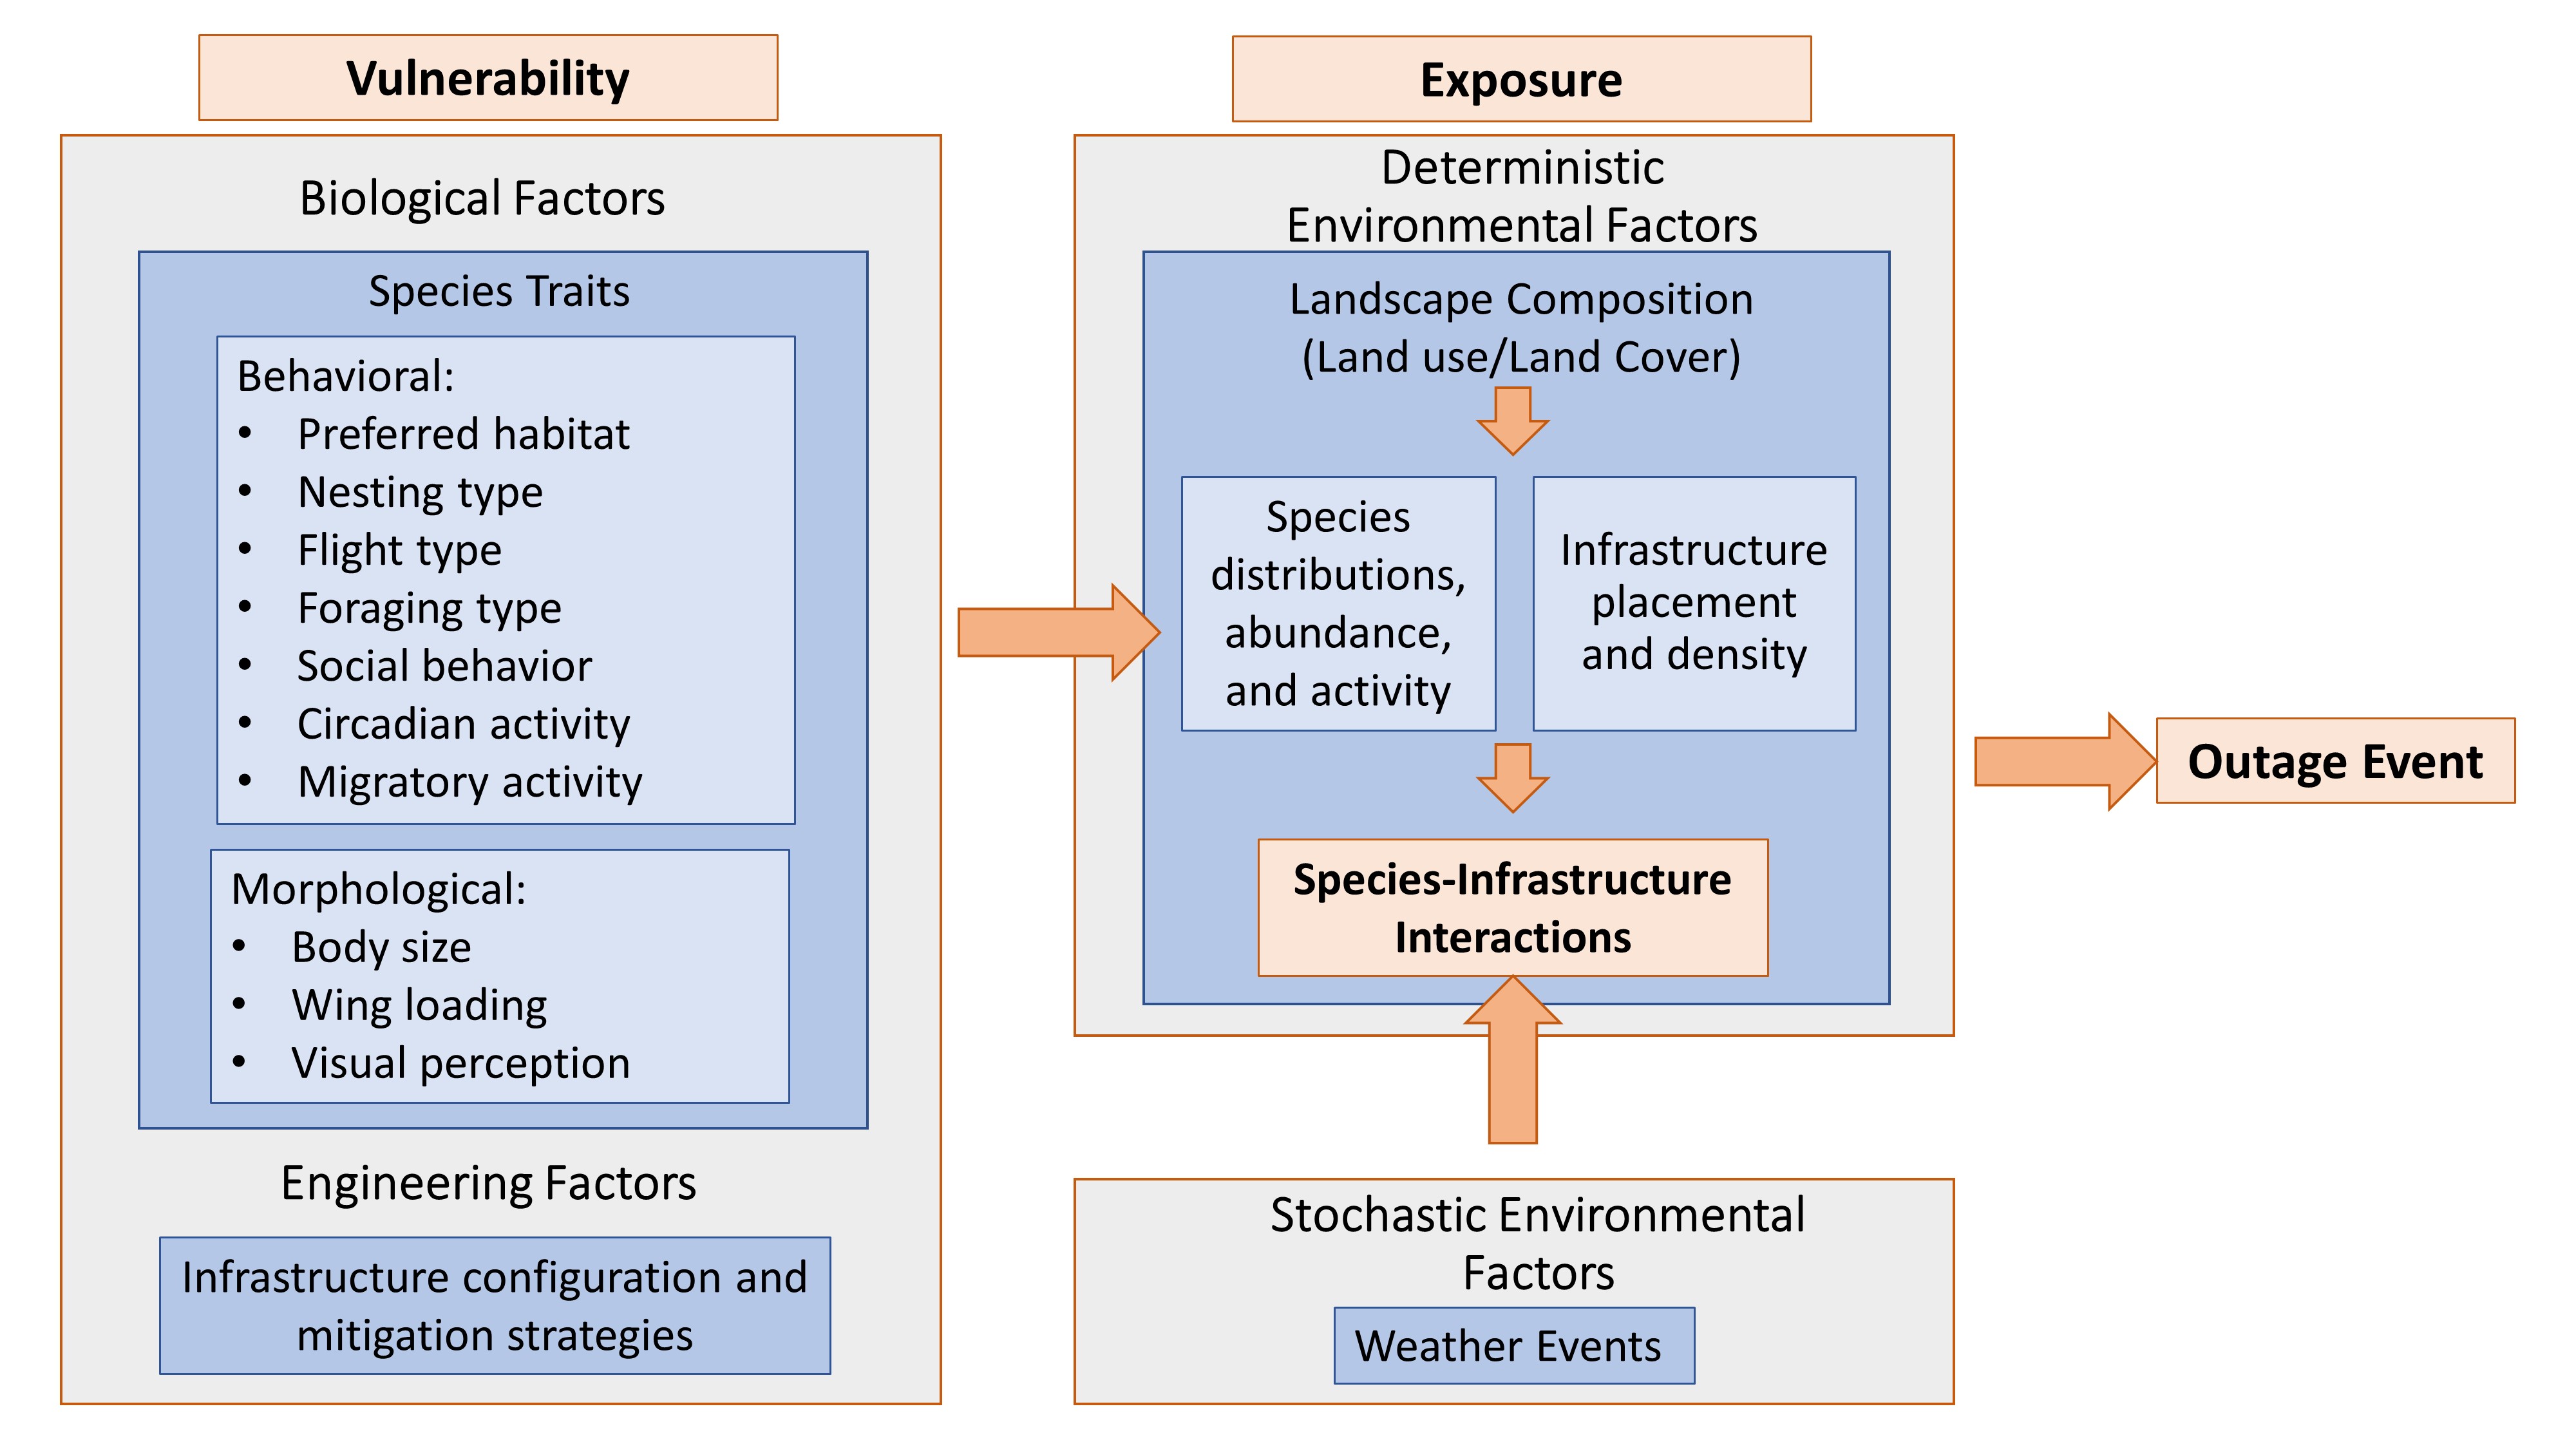 Vulnerability
Biological Factors
Species Traits
Behavioral:
• Preferred habitat
• Nesting type
• Flight type
• Foraging type
• Social behavior
• Circadian activity
• Migratory activity
Morphological:
• Body size
• Wing loading
• Visual perception
Engineering Factors
Infrastructure configuration and
mitigation strategies
Exposure
Deterministic
Environmental Factors
Landscape Composition
(Land use/Land Cover)
Species
distributions,
abundance,
and activity
Infrastructure
placement
and density
Species-Infrastructure
Interactions
Stochastic Environmental
Factors
Weather Events
Outage Event